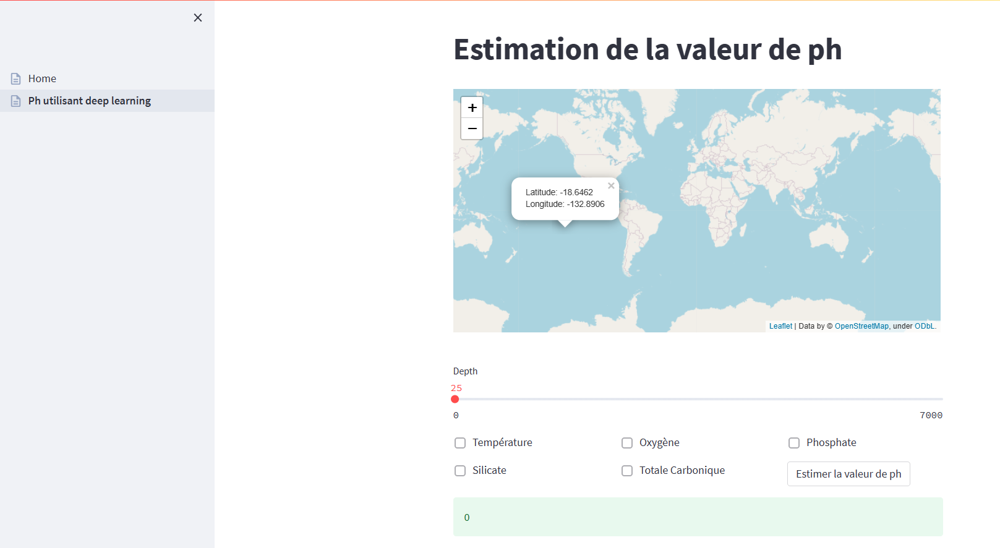 Home
Ph utilisant deep learning
Estimation de la valeur de ph
+
−
Latitude: -18.6462
Longitude: -132.8906
Leaflet | Data by © OpenStreetMap, under ODbL.
Depth
25
0
7000
Température
Oxygène
Phosphate
Silicate
Totale Carbonique
Estimer la valeur de ph
0